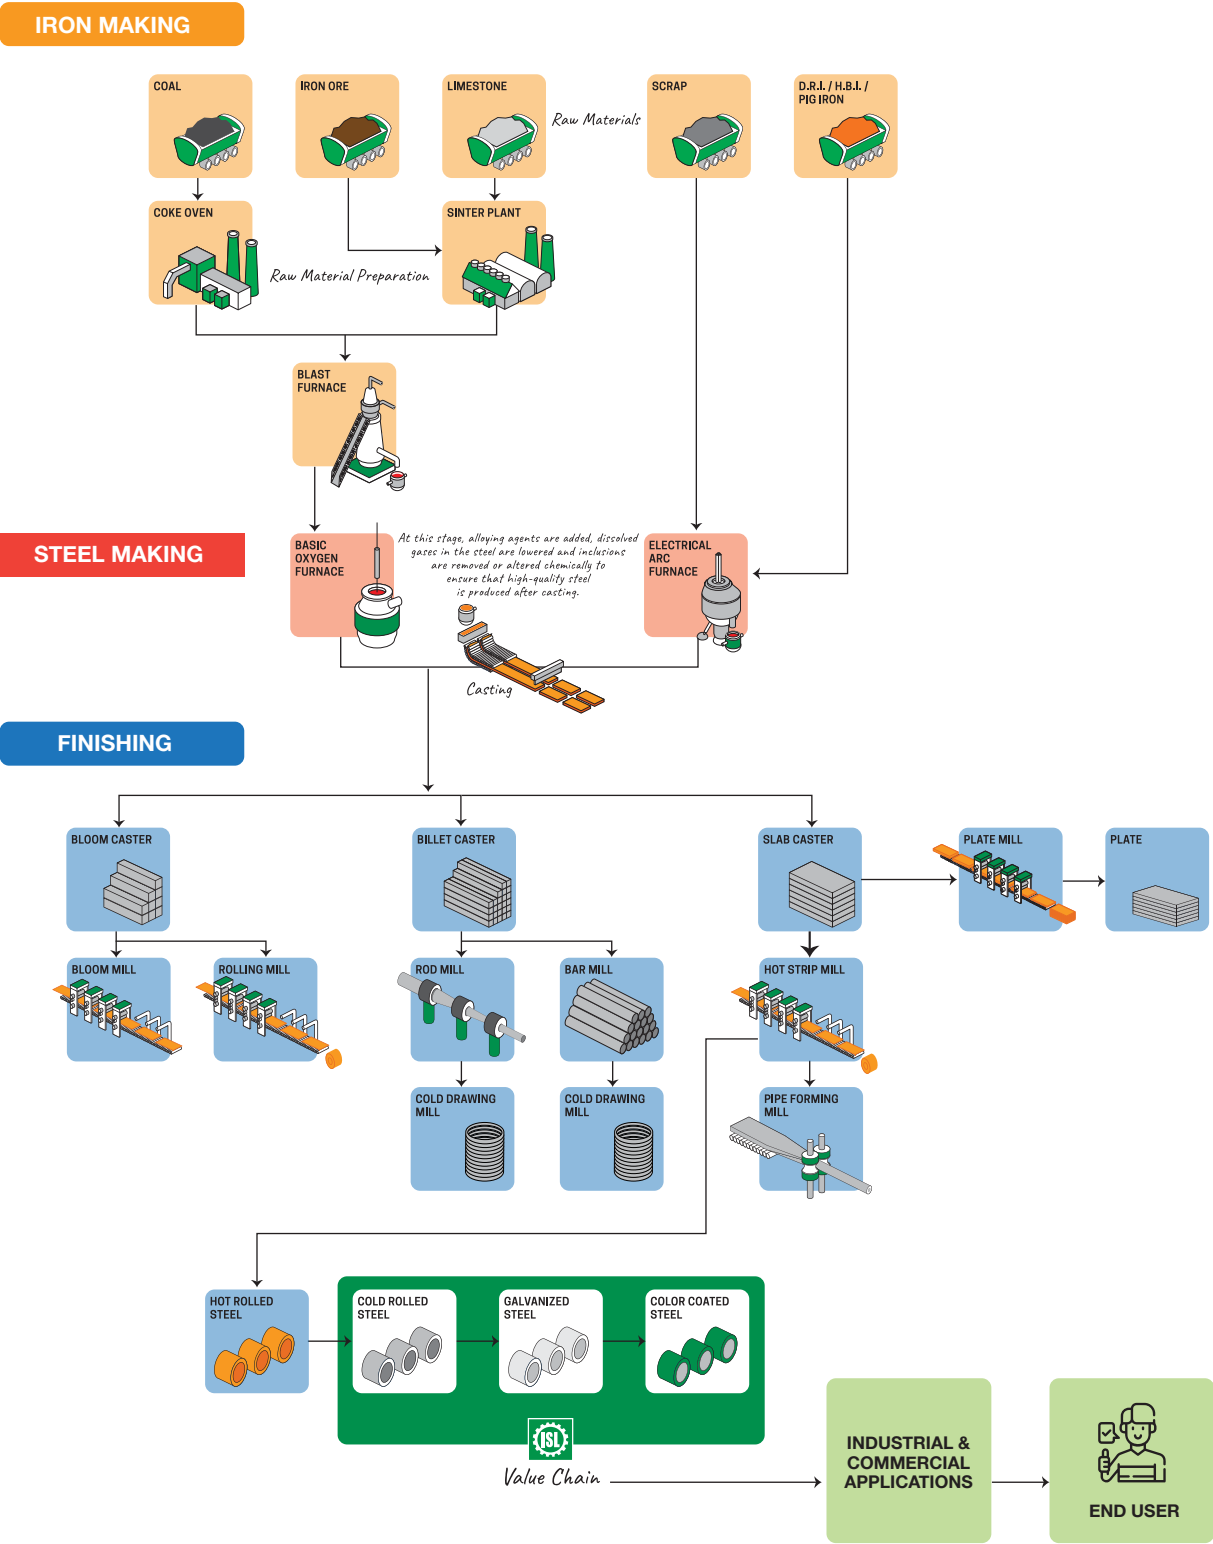 IRON MAKING
COAL
IRON ORE
LIMESTONE
Raw Materials
SCRAP
D.R.I. / H.B.I. /
PIG IRON
COKE OVEN
Raw Material Preparation
SINTER PLANT
BLAST
FURNACE
STEEL MAKING
BASIC
OXYGEN
FURNACE
At this stage, alloying agents are added, dissolved
gases in the steel are lowered and inclusions
are removed or altered chemically to
ensure that high-quality steel
is produced after casting.
ELECTRICAL
ARC
FURNACE
Casting
FINISHING
BLOOM CASTER
BILLET CASTER
SLAB CASTER
PLATE MILL
PLATE
BLOOM MILL
ROLLING MILL
ROD MILL
BAR MILL
HOT STRIP MILL
COLD DRAWING
MILL
COLD DRAWING
MILL
PIPE FORMING
MILL
HOT ROLLED
STEEL
COLD ROLLED
STEEL
GALVANIZED
STEEL
COLOR COATED
STEEL
ISL
Value Chain
INDUSTRIAL &
COMMERCIAL
APPLICATIONS
END USER